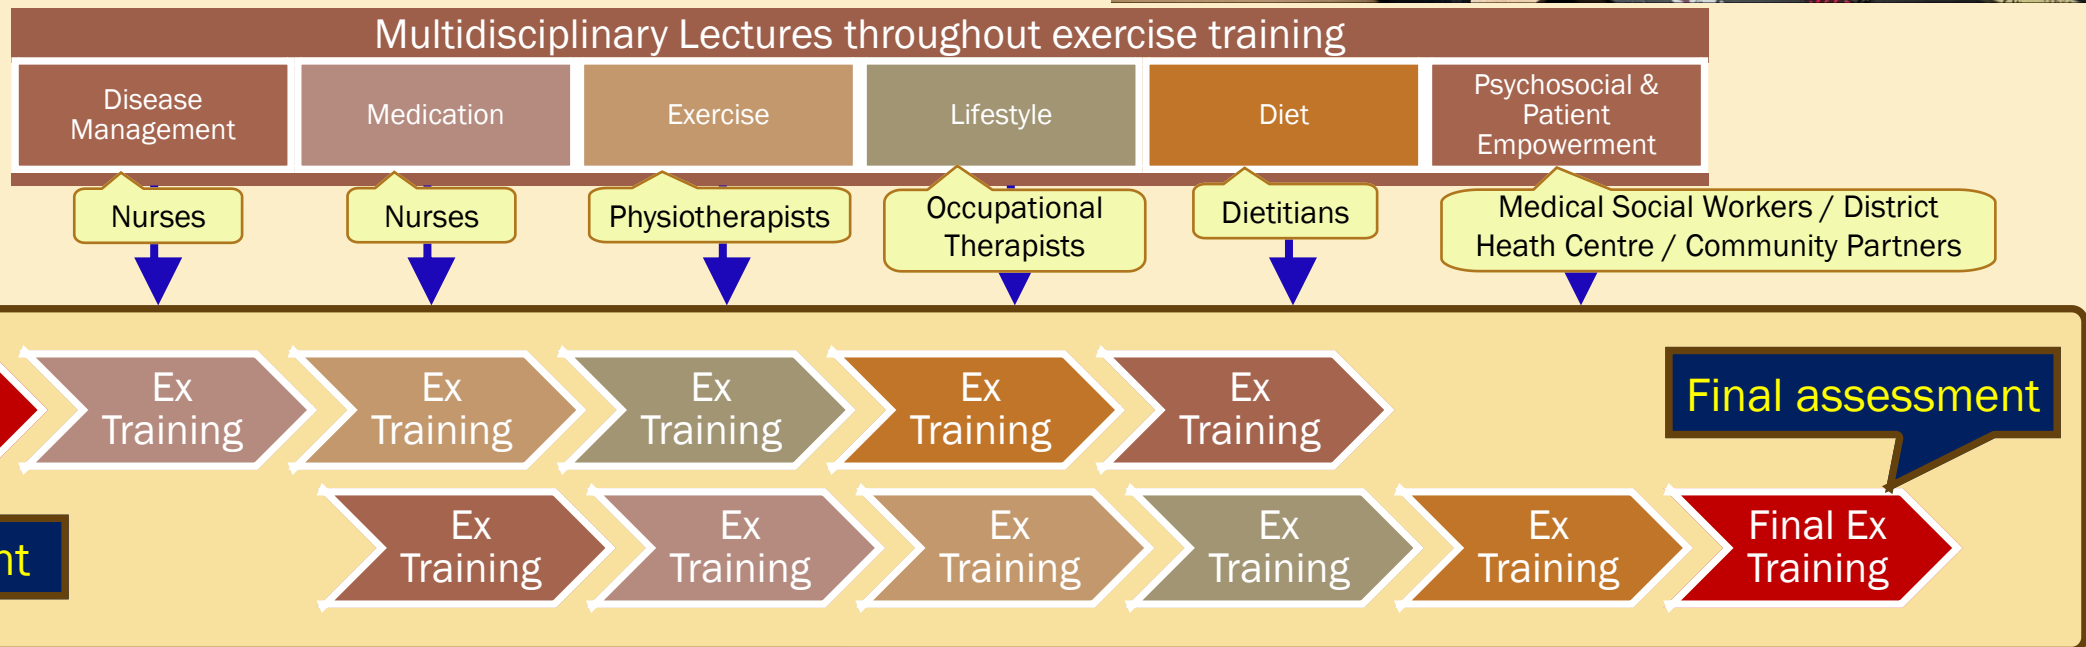 Multidisciplinary Lectures throughout exercise training
Disease
Management
Medication
Exercise
Lifestyle
Diet
Psychosocial &
Patient
Empowerment
Nurses
Nurses
Physiotherapists
Occupational
Therapists
Dietitians
Medical Social Workers / District
Heath Centre / Community Partners
Ex
Training
Ex
Training
Ex
Training
Ex
Training
Ex
Training
Final assessment
nt
Ex
Training
Ex
Training
Ex
Training
Ex
Training
Ex
Training
Final Ex
Training